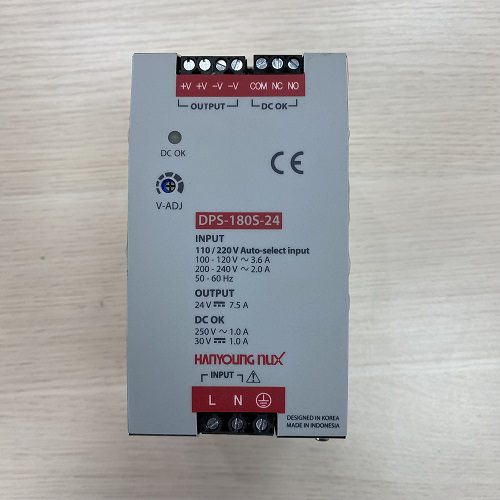 +V +V −V −V COM NC NO
OUTPUT DC OK
DC OK
CE
V-ADJ
DPS-180S-24
INPUT
110 / 220 V Auto-select input
100 - 120 V ~ 3.6 A
200 - 240 V ~ 2.0 A
50 - 60 Hz
OUTPUT
24 V ⎓ 7.5 A
DC OK
250 V ~ 1.0 A
30 V ⎓ 1.0 A
HANYOUNG NUX
INPUT ⚠
L N ⏚
DESIGNED IN KOREA
MADE IN INDONESIA